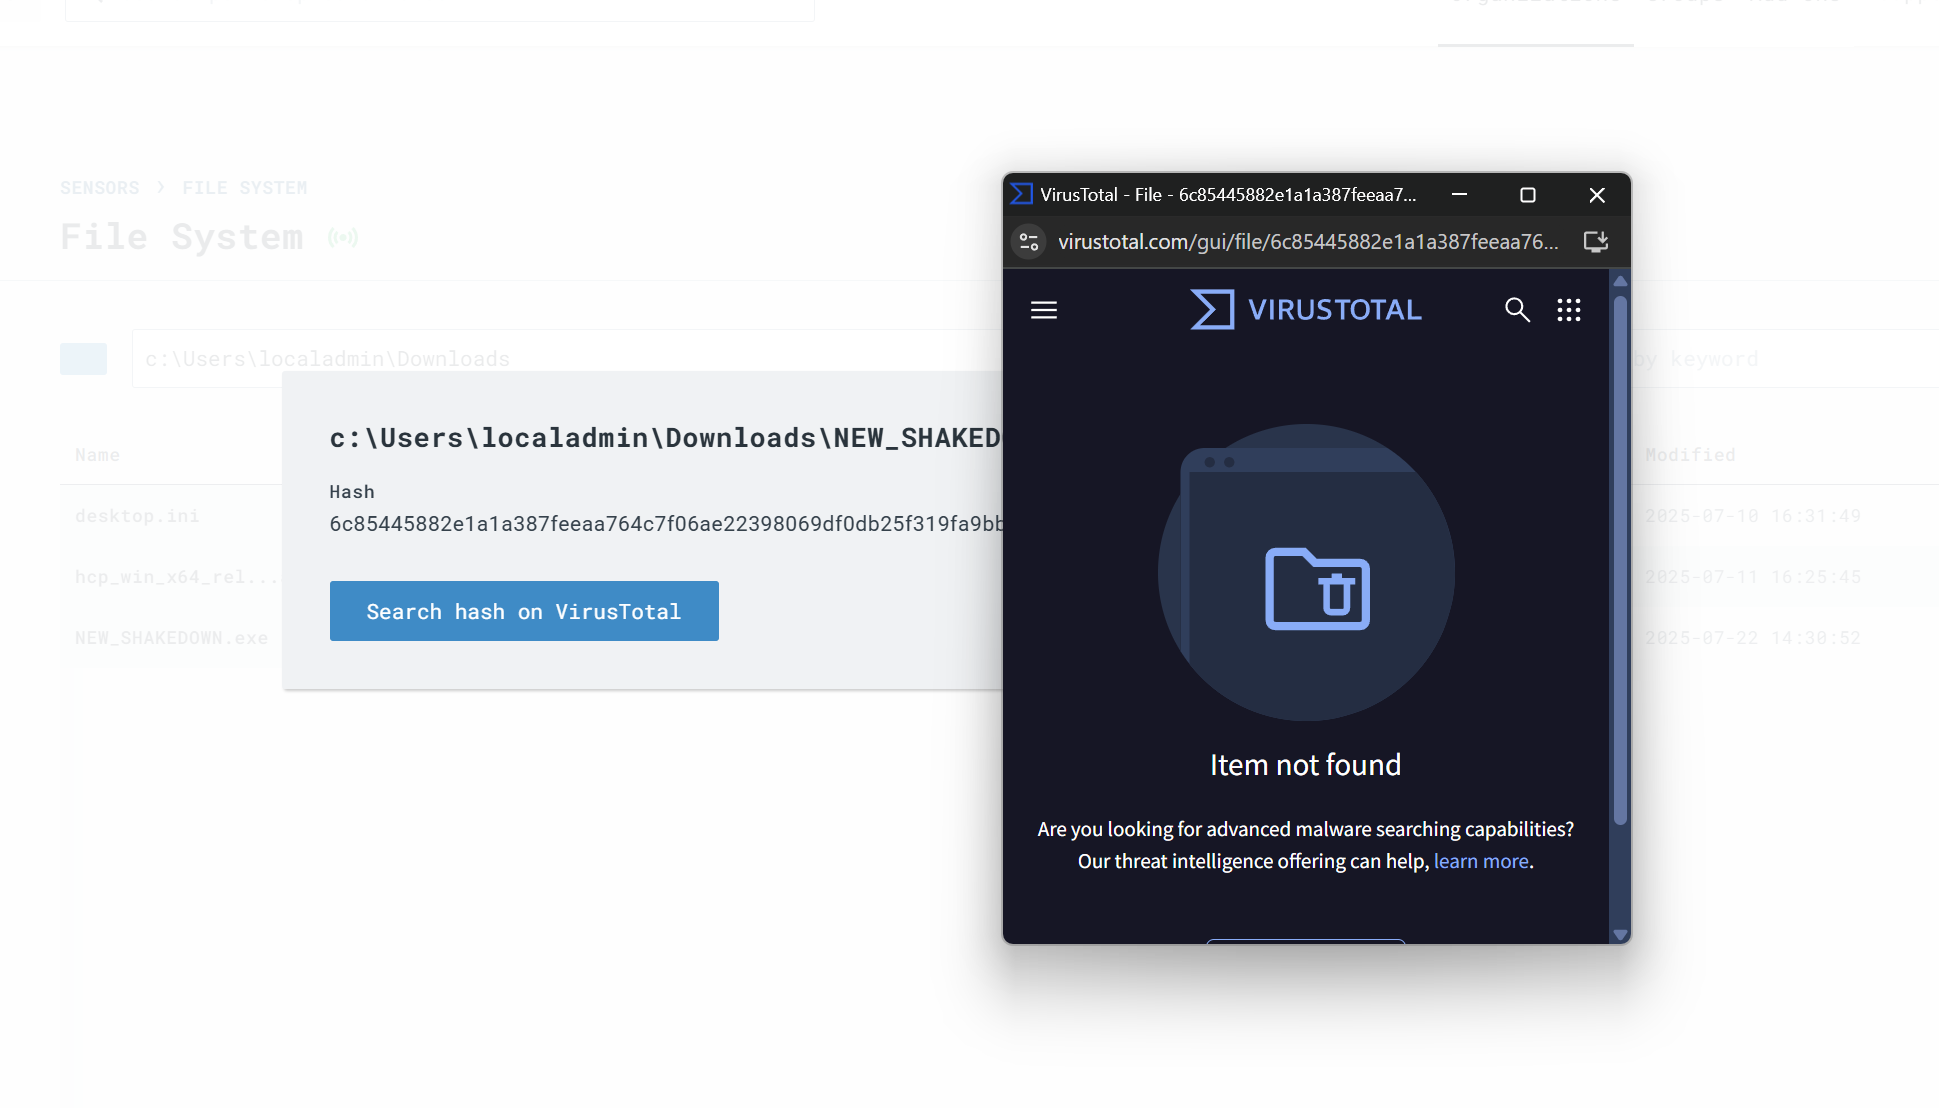 SENSORS > FILE SYSTEM
File System
c:\Users\localadmin\Downloads
by keyword
Name
Modified
desktop.ini
2025-07-10 16:31:49
hcp_win_x64_rel...
2025-07-11 16:25:45
NEW_SHAKEDOWN.exe
2025-07-22 14:30:52
c:\Users\localadmin\Downloads\NEW_SHAKED
Hash
6c85445882e1a1a387feeaa764c7f06ae22398069df0db25f319fa9bb
Search hash on VirusTotal
VirusTotal - File - 6c85445882e1a1a387feeaa7...
virustotal.com/gui/file/6c85445882e1a1a387feeaa76...
VIRUSTOTAL
Item not found
Are you looking for advanced malware searching capabilities?
Our threat intelligence offering can help, learn more.